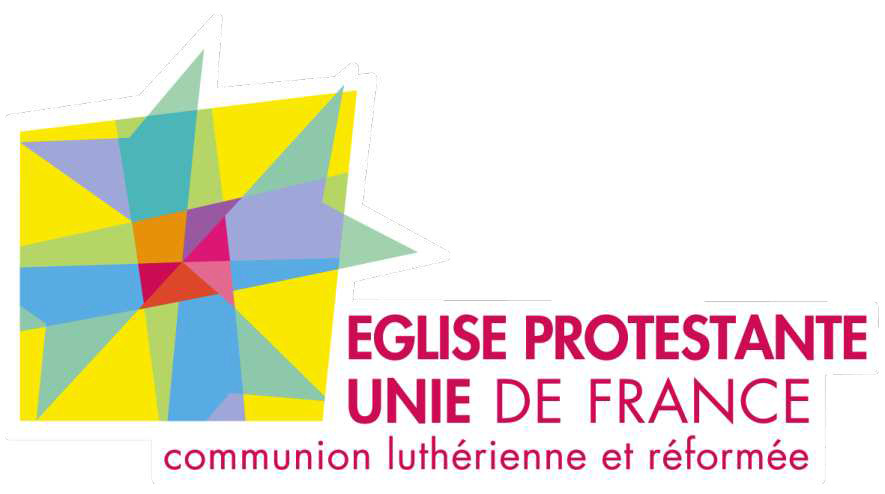 EGLISE PROTESTANTE
UNIE DE FRANCE
communion luthérienne et réformée